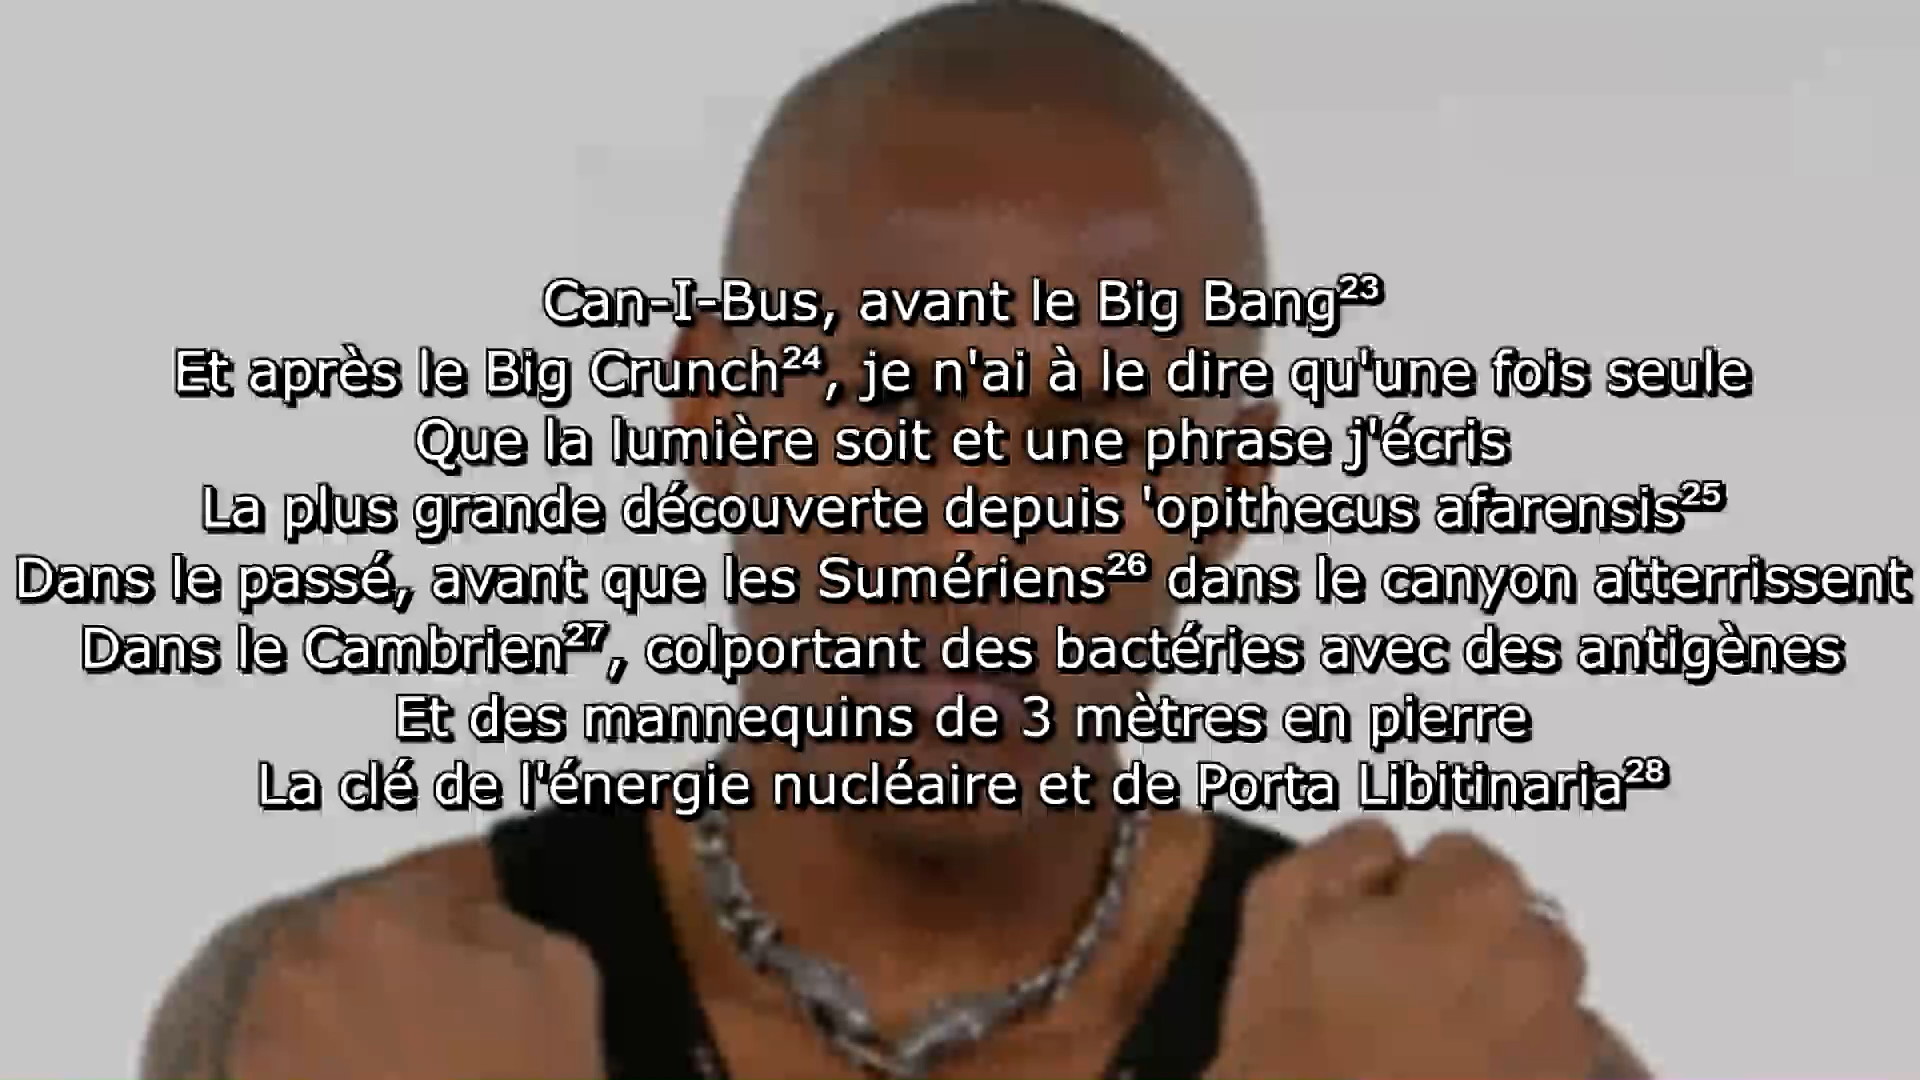 Can-I-Bus, avant le Big Bang²³
Et après le Big Crunch²⁴, je n'ai à le dire qu'une fois seule
Que la lumière soit et une phrase j'écris
La plus grande découverte depuis 'opithecus afarensis²⁵
Dans le passé, avant que les Sumériens²⁶ dans le canyon atterrissent
Dans le Cambrien²⁷, colportant des bactéries avec des antigènes
Et des mannequins de 3 mètres en pierre
La clé de l'énergie nucléaire et de Porta Libitinaria²⁸